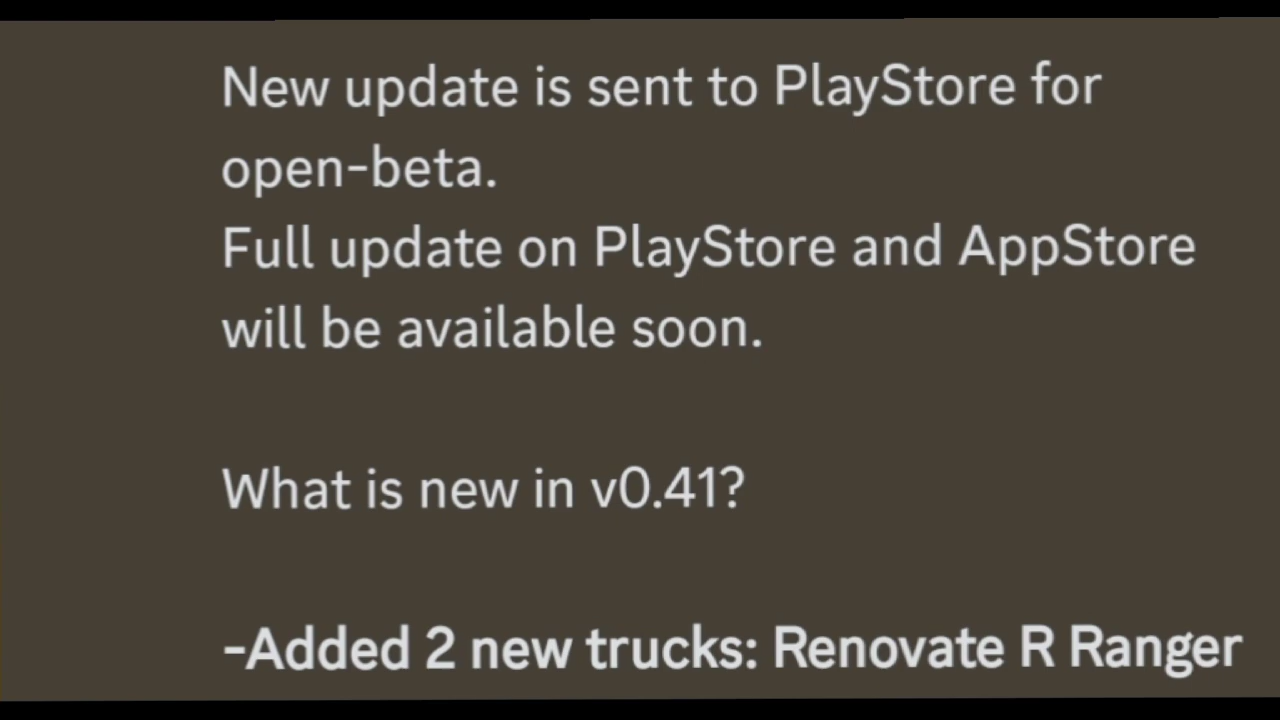 New update is sent to PlayStore for
open-beta.
Full update on PlayStore and AppStore
will be available soon.
What is new in v0.41?
-Added 2 new trucks: Renovate R Ranger